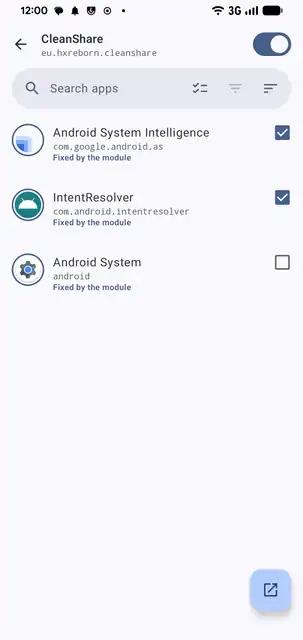 12:00
3G
CleanShare
eu.hxreborn.cleanshare
Search apps
Android System Intelligence
com.google.android.as
Fixed by the module
IntentResolver
com.android.intentresolver
Fixed by the module
Android System
android
Fixed by the module